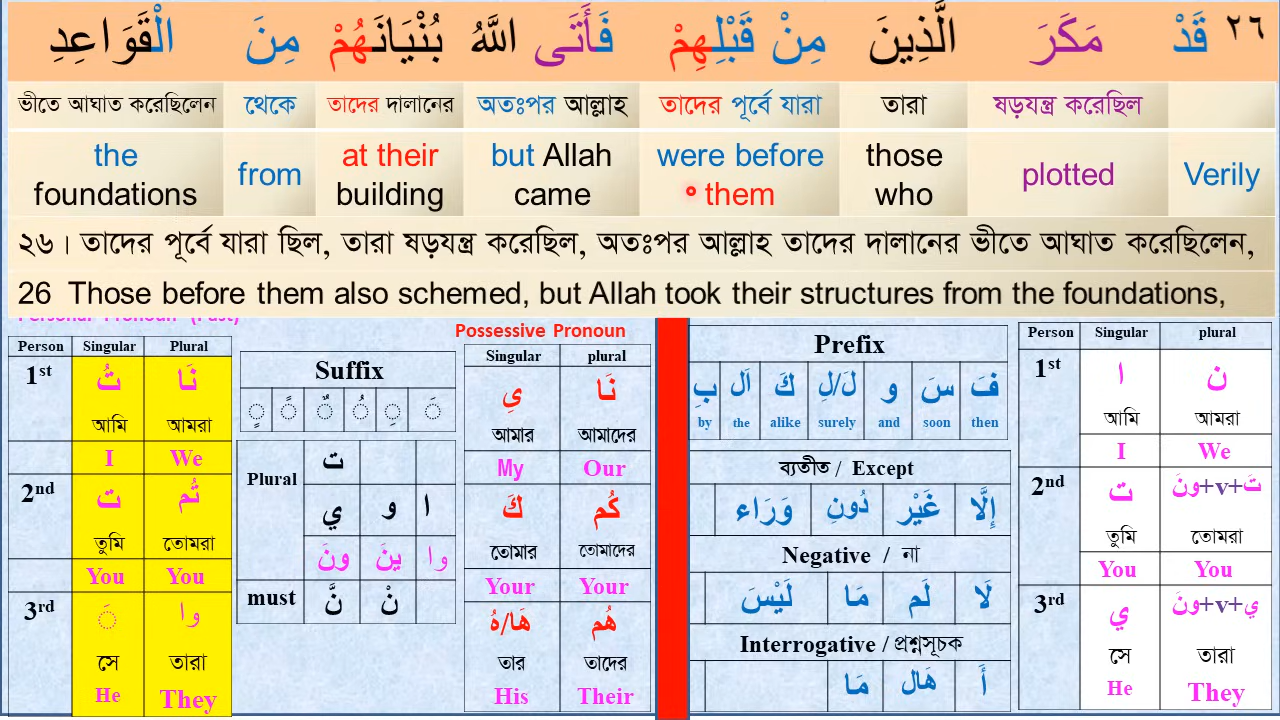 ٢٦ قَدْ مَكَرَ الَّذِينَ مِنْ قَبْلِهِمْ فَأَتَى اللَّهُ بُنْيَانَهُمْ مِنَ الْقَوَاعِدِ
ভীতে আঘাত করেছিলেন থেকে তাদের দালানের অতঃপর আল্লাহ তাদের পূর্বে যারা তারা ষড়যন্ত্র করেছিল
the foundations from at their building but Allah came were before them those who plotted Verily
২৬। তাদের পূর্বে যারা ছিল, তারা ষড়যন্ত্র করেছিল, অতঃপর আল্লাহ তাদের দালানের ভীতে আঘাত করেছিলেন,
26 Those before them also schemed, but Allah took their structures from the foundations,
Personal Pronoun (Past)
Person Singular Plural
1st تُ نَا
আমি আমরা
I We
2nd ت تُم
তুমি তোমরা
You You
3rd َ وا
সে তারা
He They
Suffix
ٍ ً ٌ ُ ِ َ
Plural ت
ي و ا
ونَ ينَ وا
must نَّ نْ
Possessive Pronoun
Singular plural
يِ نَا
আমার আমাদের
My Our
كَ كُم
তোমার তোমাদের
Your Your
هَا/هُ هُم
তার তাদের
His Their
Prefix
بِ اَل كَ لَ/لِ و سَ فَ
by the alike surely and soon then
ব্যতীত / Except
وَرَاء دُونِ غَيْر إِلَّا
Negative / না
لَيْسَ مَا لَم لَا
Interrogative / প্রশ্নসূচক
مَا هَال أَ
Person Singular plural
1st ا ن
আমি আমরা
I We
2nd ت تَ+v+ونَ
তুমি তোমরা
You You
3rd ي ي+v+ونَ
সে তারা
He They